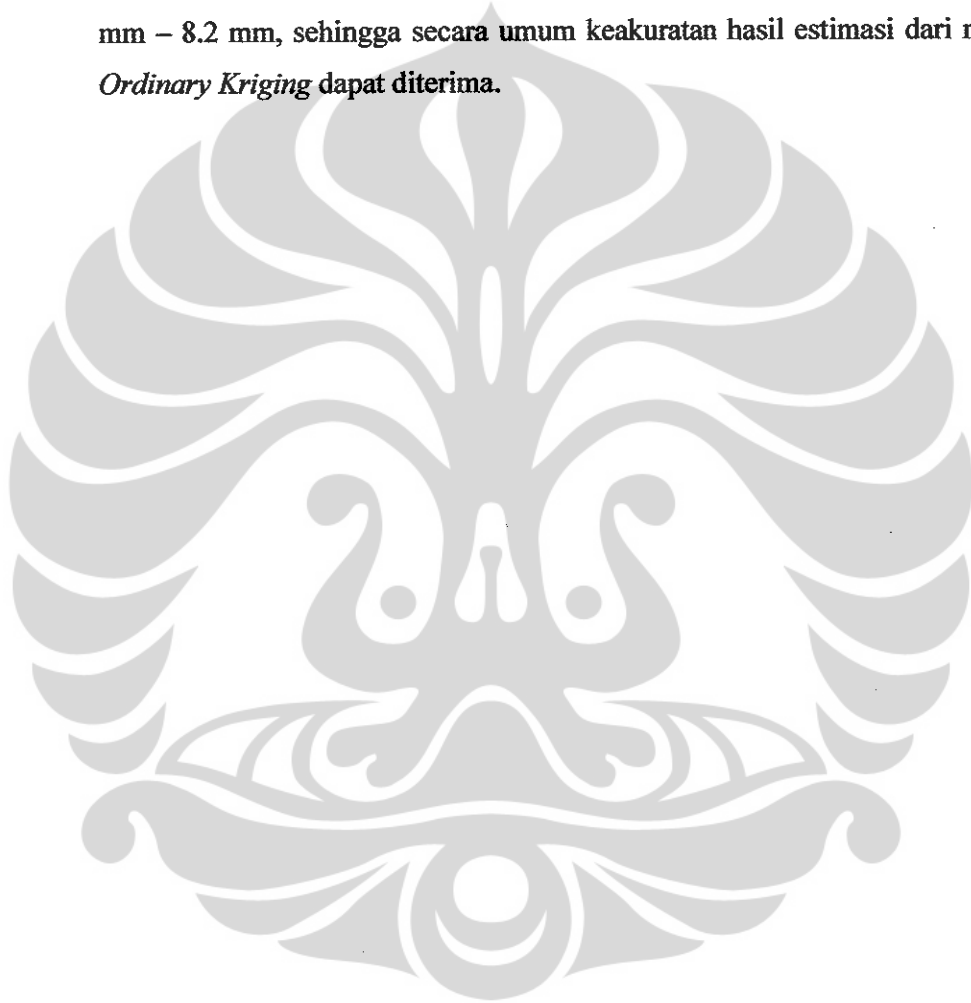 mm – 8.2 mm, sehingga secara umum keakuratan hasil estimasi dari
Ordinary Kriging dapat diterima.